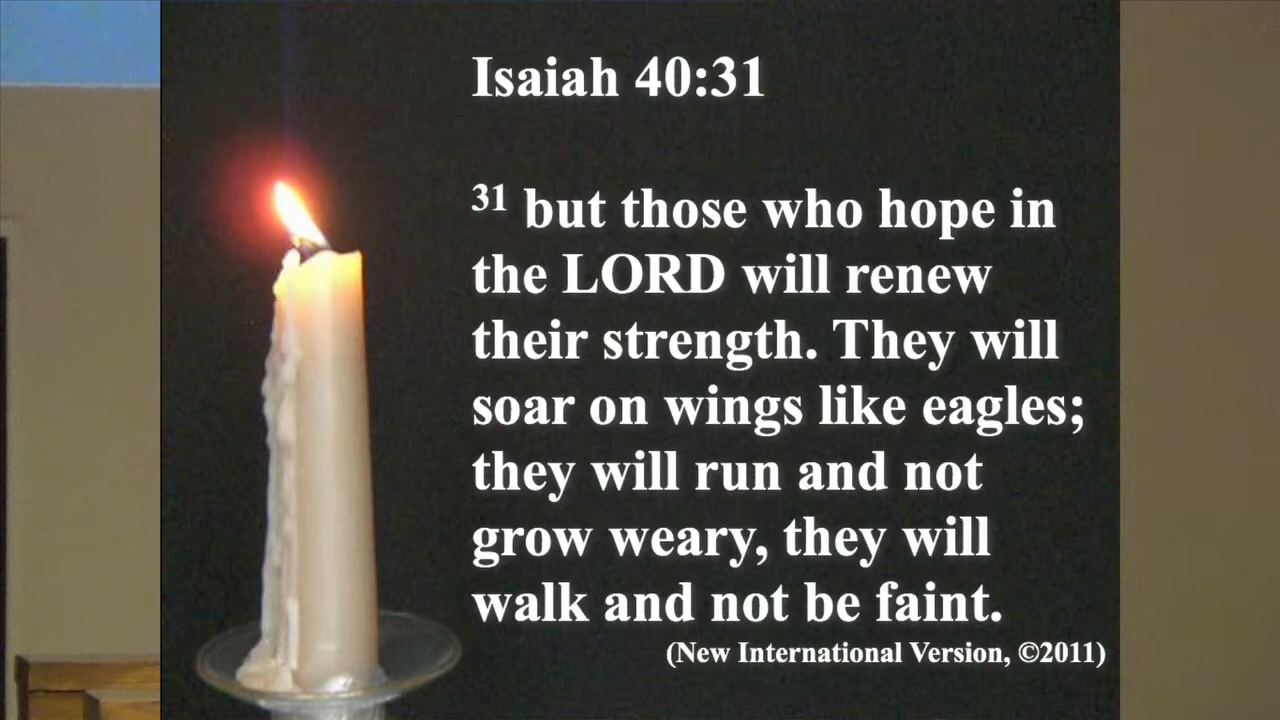 Isaiah 40:31
31 but those who hope in
the LORD will renew
their strength. They will
soar on wings like eagles;
they will run and not
grow weary, they will
walk and not be faint.
(New International Version, ©2011)